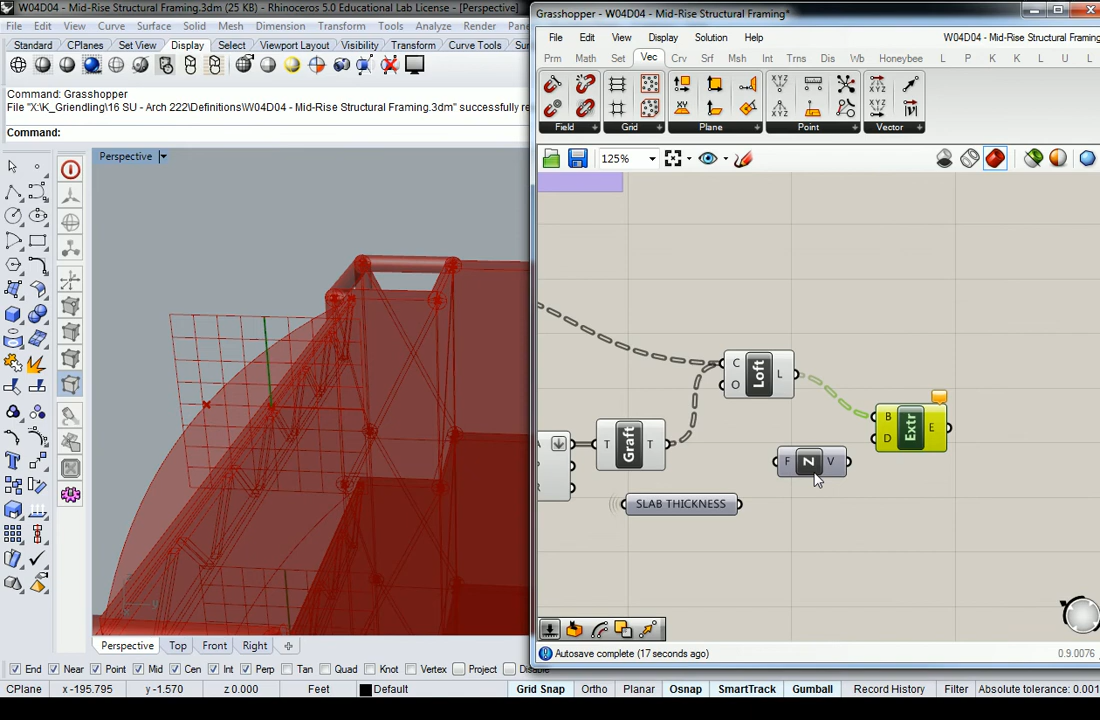 W04D04 - Mid-Rise Structural Framing.3dm (25 KB) - Rhinoceros 5.0 Educational Lab License - [Perspective]
File Edit View Curve Surface Solid Mesh Dimension Transform Tools Analyze Render Pan
Standard CPlanes Set View Display Select Viewport Layout Visibility Transform Curve Tools Su
Command: Grasshopper
File "X:\K_Griendling\16 SU - Arch 222\Definitions\W04D04 - Mid-Rise Structural Framing.3dm" successfully re
Command:
Perspective
Perspective Top Front Right
End Near Point Mid Cen Int Perp Tan Quad Knot Vertex Project Disable
CPlane x -195.795 y -1.570 z 0.000 Feet Default Grid Snap Ortho Planar Osnap SmartTrack Gumball Record History Filter Absolute tolerance: 0.001
Grasshopper - W04D04 - Mid-Rise Structural Framing*
File Edit View Display Solution Help W04D04 - Mid-Rise Structural Framing
Prm Math Set Vec Crv Srf Msh Int Trns Dis Wb Honeybee L P K K L U L
Field Grid Plane Point Vector
125%
C
O
Loft
L
B
D
Extr
E
T
Graft
T
F
Z
V
SLAB THICKNESS
A
R
Autosave complete (17 seconds ago)
0.9.0076